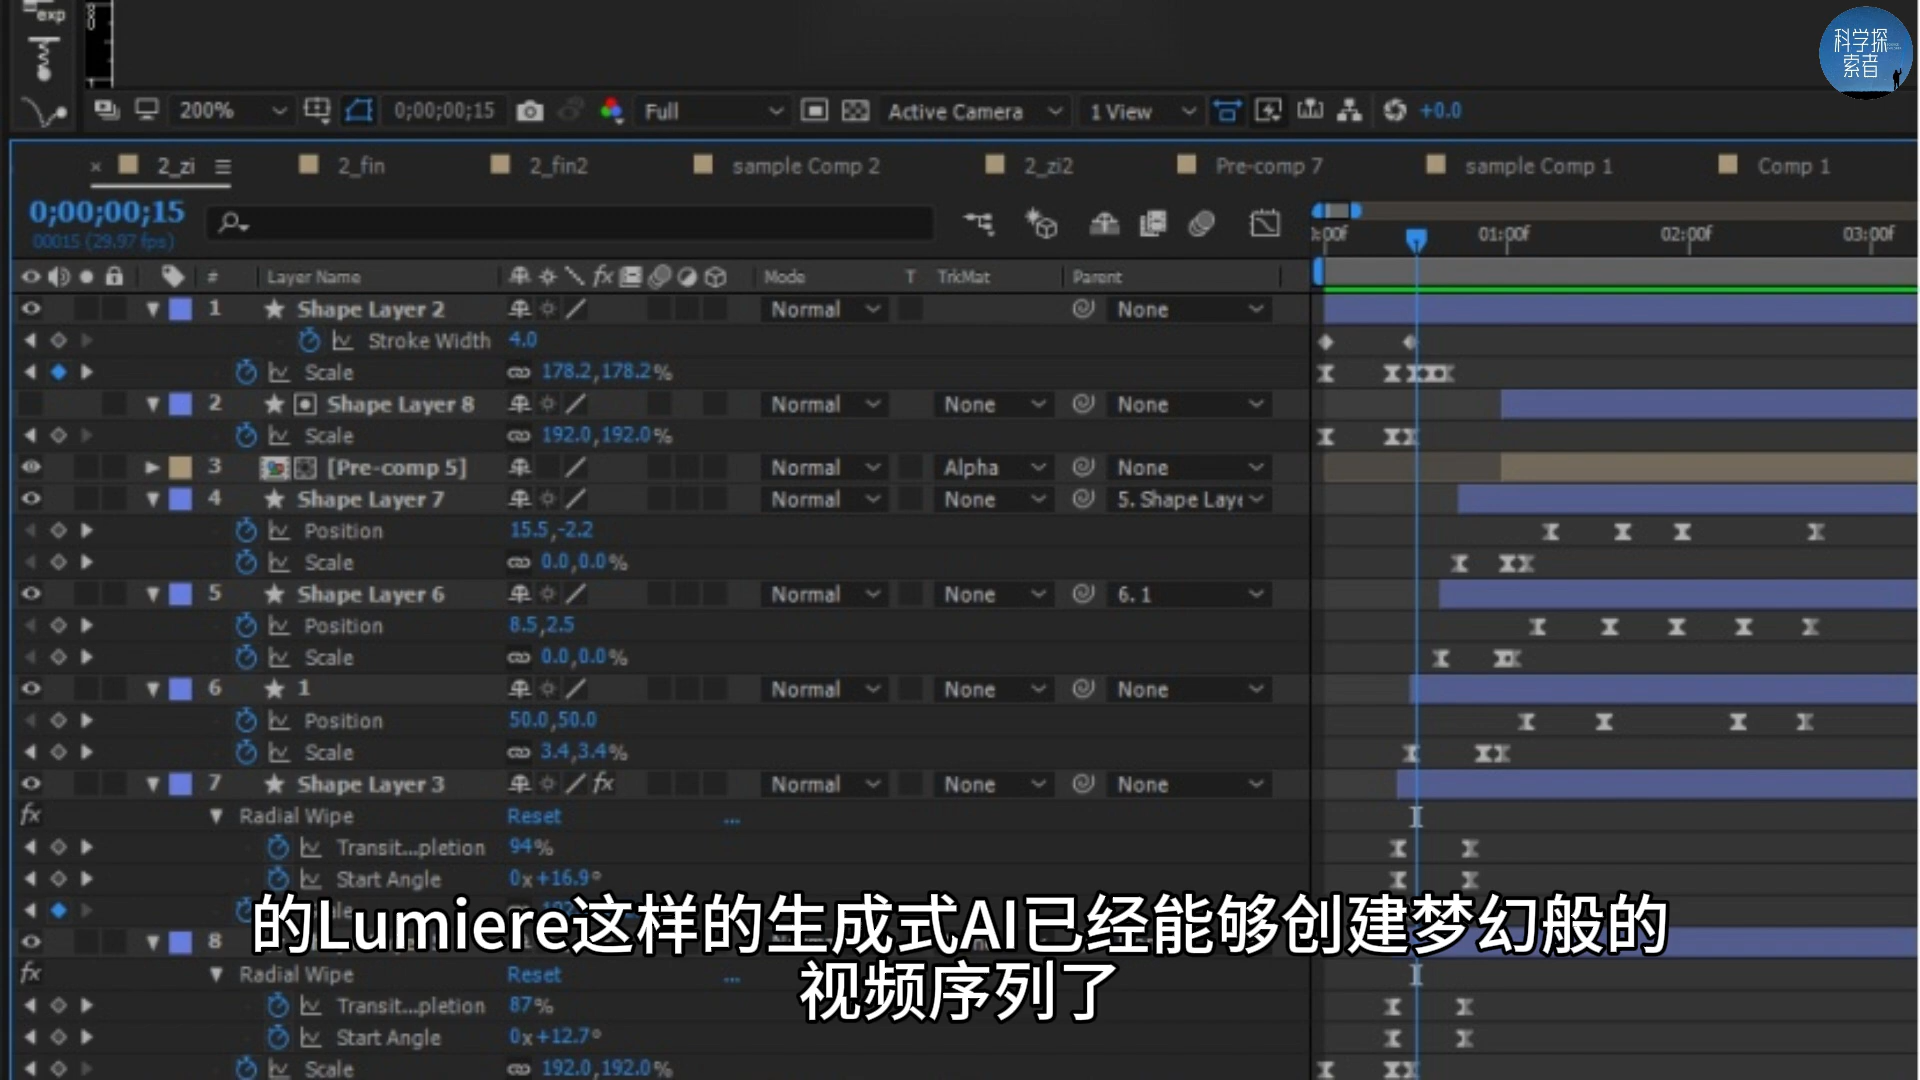 exp
科学探
索者
200%
0;00;00;15
Full
Active Camera
1 View
+0.0
2_zi
2_fin
2_fin2
sample Comp 2
2_zi2
Pre-comp 7
sample Comp 1
Comp 1
0;00;00;15
00015 (29.97 fps)
:00f 01:00f 02:00f 03:00f
# Layer Name fx Mode T TrkMat Parent
1 Shape Layer 2 Normal None
Stroke Width 4.0
Scale 178.2,178.2%
2 Shape Layer 8 Normal None None
Scale 192.0,192.0%
3 [Pre-comp 5] Normal Alpha None
4 Shape Layer 7 Normal None 5. Shape Laye
Position 15.5,-2.2
Scale 0.0,0.0%
5 Shape Layer 6 Normal None 6. 1
Position 8.5,2.5
Scale 0.0,0.0%
6 1 Normal None None
Position 50.0,50.0
Scale 3.4,3.4%
7 Shape Layer 3 fx Normal None None
fx Radial Wipe Reset ...
Transit...pletion 94%
Start Angle 0x+16.9°
的Lumiere这样的生成式AI已经能够创建梦幻般的
视频序列了
8
fx Radial Wipe Reset ...
Transit...pletion 87%
Start Angle 0x+12.7°
Scale 192.0,192.0%